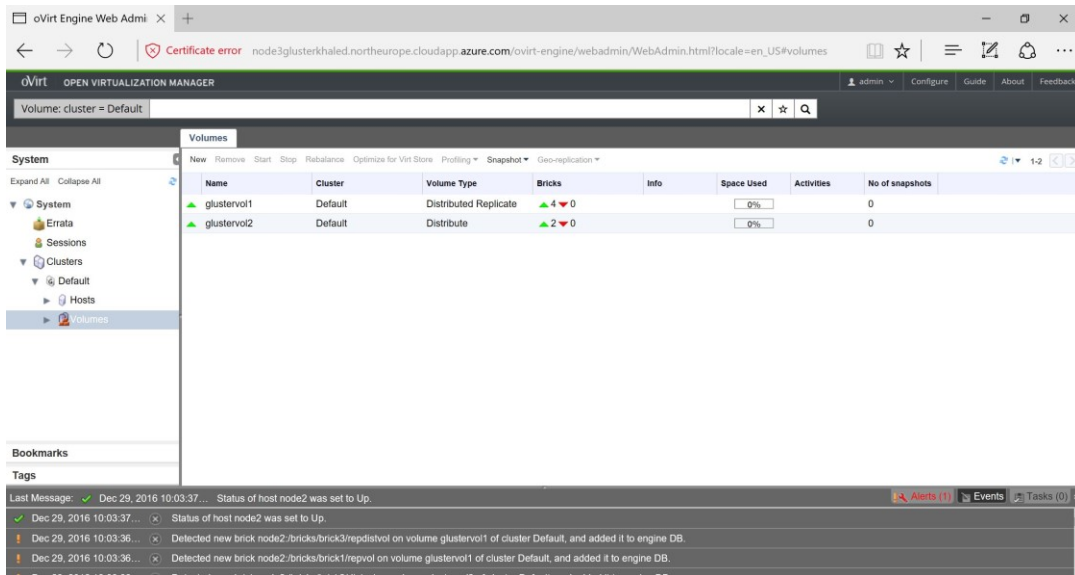 oVirt Engine Web Admi
Certificate error node3glusterkhaled.northeurope.cloudapp.azure.com/ovirt-engine/webadmin/WebAdmin.html?locale=en_US#volumes
oVirt OPEN VIRTUALIZATION MANAGER admin Configure Guide About Feedback
Volume: cluster = Default
Volumes
System New Remove Start Stop Rebalance Optimize for Virt Store Profiling Snapshot Geo-replication 1-2
Expand All Collapse All Name Cluster Volume Type Bricks Info Space Used Activities No of snapshots
System glustervol1 Default Distributed Replicate 4 0 0% 0
Errata glustervol2 Default Distribute 2 0 0% 0
Sessions
Clusters
Default
Hosts
Volumes
Bookmarks
Tags
Last Message: Dec 29, 2016 10:03:37... Status of host node2 was set to Up. Alerts (1) Events Tasks (0)
Dec 29, 2016 10:03:37... Status of host node2 was set to Up.
Dec 29, 2016 10:03:36... Detected new brick node2:/bricks/brick3/repdistvol on volume glustervol1 of cluster Default, and added it to engine DB.
Dec 29, 2016 10:03:36... Detected new brick node2:/bricks/brick1/repvol on volume glustervol1 of cluster Default, and added it to engine DB.